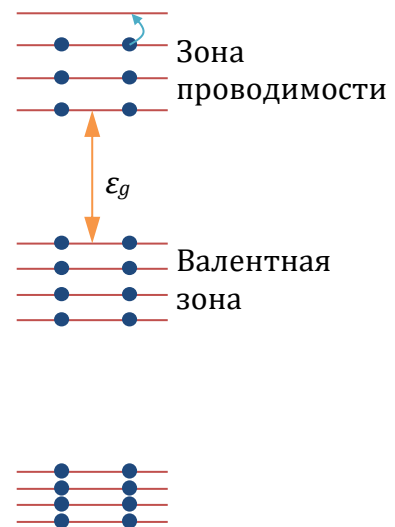 Зона
проводимости
εg
Валентная
зона